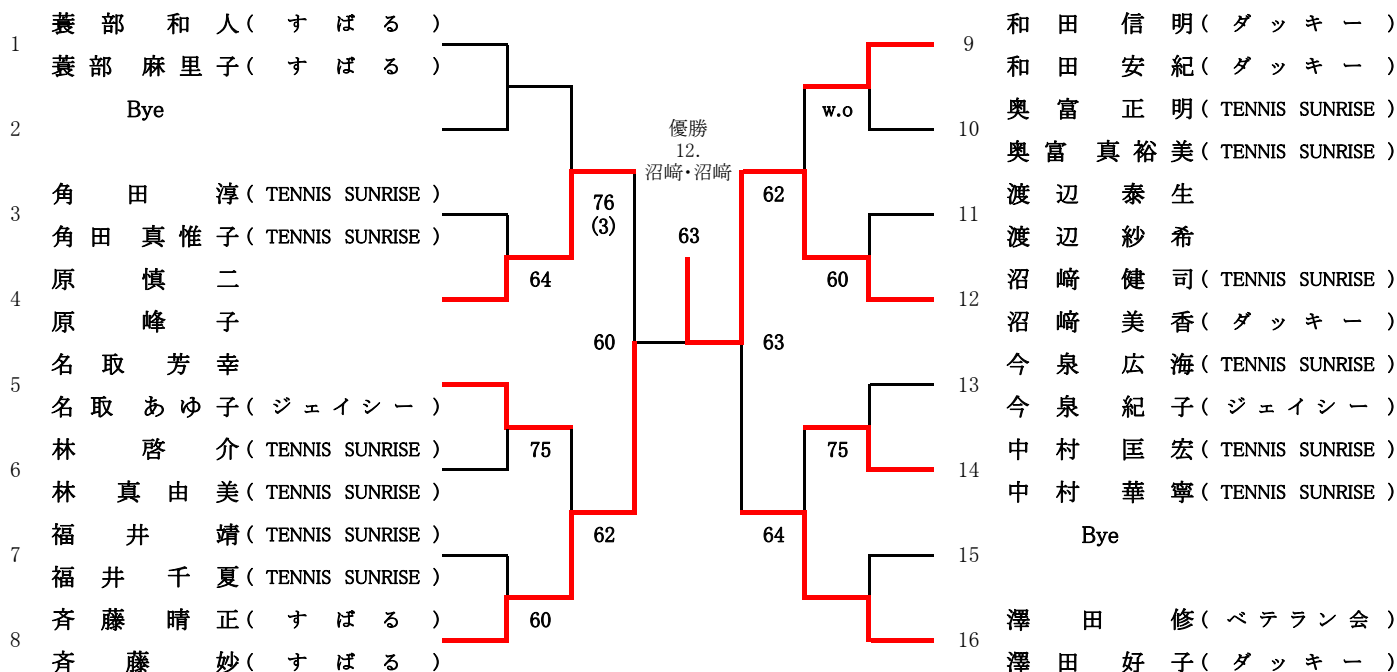 蓑部和人(すばる)
1
蓑部麻里子(すばる)
Bye
2
角田淳(TENNIS SUNRISE)
3
角田真惟子(TENNIS SUNRISE)
原慎二
4
原峰子
名取芳幸
5
名取あゆ子(ジェイシー)
林啓介(TENNIS SUNRISE)
6
林真由美(TENNIS SUNRISE)
福井靖(TENNIS SUNRISE)
7
福井千夏(TENNIS SUNRISE)
斉藤晴正(すばる)
8
斉藤妙(すばる)
64
75
60
76
(3)
62
60
優勝
12.
沼﨑・沼﨑
63
63
62
64
w.o
60
75
和田信明(ダッキー)
9
和田安紀(ダッキー)
奥富正明(TENNIS SUNRISE)
10
奥富真裕美(TENNIS SUNRISE)
渡辺泰生
11
渡辺紗希
沼﨑健司(TENNIS SUNRISE)
12
沼﨑美香(ダッキー)
今泉広海(TENNIS SUNRISE)
13
今泉紀子(ジェイシー)
中村匡宏(TENNIS SUNRISE)
14
中村華寧(TENNIS SUNRISE)
Bye
15
澤田修(ベテラン会)
16
澤田好子(ダッキー)